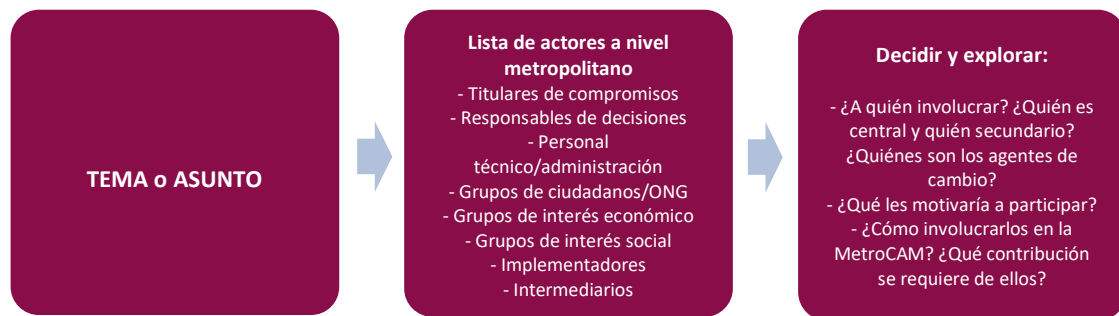 TEMA o ASUNTO
Lista de actores a nivel
metropolitano
- Titulares de compromisos
- Responsables de decisiones
- Personal
técnico/administración
- Grupos de ciudadanos/ONG
- Grupos de interés económico
- Grupos de interés social
- Implementadores
- Intermediarios
Decidir y explorar:
- ¿A quién involucrar? ¿Quién es
central y quién secundario?
¿Quiénes son los agentes de
cambio?
- ¿Qué les motivaría a participar?
- ¿Cómo involucrarlos en la
MetroCAM? ¿Qué contribución
se requiere de ellos?